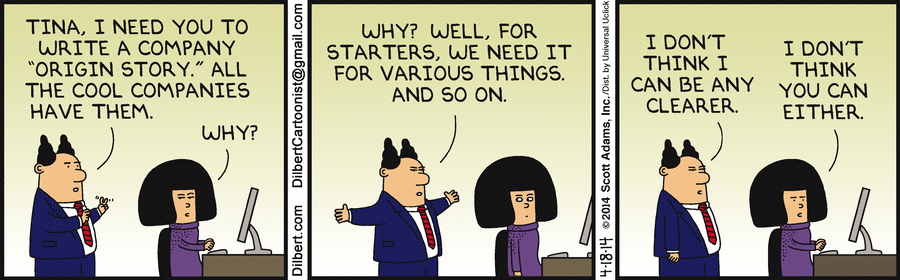 TINA, I NEED YOU TO
WRITE A COMPANY
"ORIGIN STORY." ALL
THE COOL COMPANIES
HAVE THEM.
WHY?
Dilbert.com DilbertCartoonist@gmail.com
WHY? WELL, FOR
STARTERS, WE NEED IT
FOR VARIOUS THINGS.
AND SO ON.
4-18-14 © 2014 Scott Adams, Inc. /Dist. by Universal Uclick
I DON'T
THINK I
CAN BE ANY
CLEARER.
I DON'T
THINK
YOU CAN
EITHER.